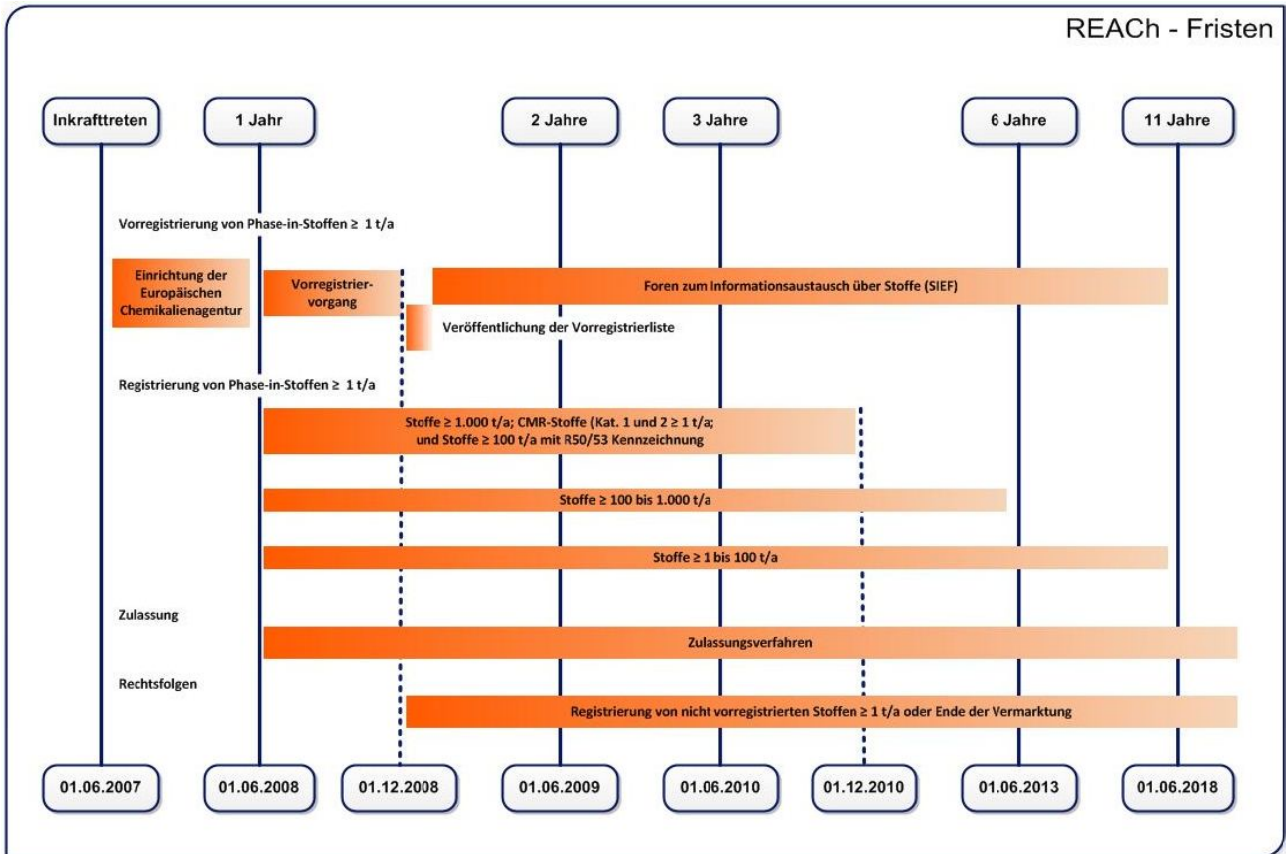 REACh - Fristen
Inkrafttreten
1 Jahr
2 Jahre
3 Jahre
6 Jahre
11 Jahre
Vorregistrierung von Phase-in-Stoffen ≥ 1 t/a
Einrichtung der
Europäischen
Chemikalienagentur
Vorregistrier-
vorgang
Foren zum Informationsaustausch über Stoffe (SIEF)
Veröffentlichung der Vorregistrierliste
Registrierung von Phase-in-Stoffen ≥ 1 t/a
Stoffe ≥ 1.000 t/a; CMR-Stoffe (Kat. 1 und 2 ≥ 1 t/a;
und Stoffe ≥ 100 t/a mit R50/53 Kennzeichnung
Stoffe ≥ 100 bis 1.000 t/a
Stoffe ≥ 1 bis 100 t/a
Zulassung
Zulassungsverfahren
Rechtsfolgen
Registrierung von nicht vorregistrierten Stoffen ≥ 1 t/a oder Ende der Vermarktung
01.06.2007
01.06.2008
01.12.2008
01.06.2009
01.06.2010
01.12.2010
01.06.2013
01.06.2018